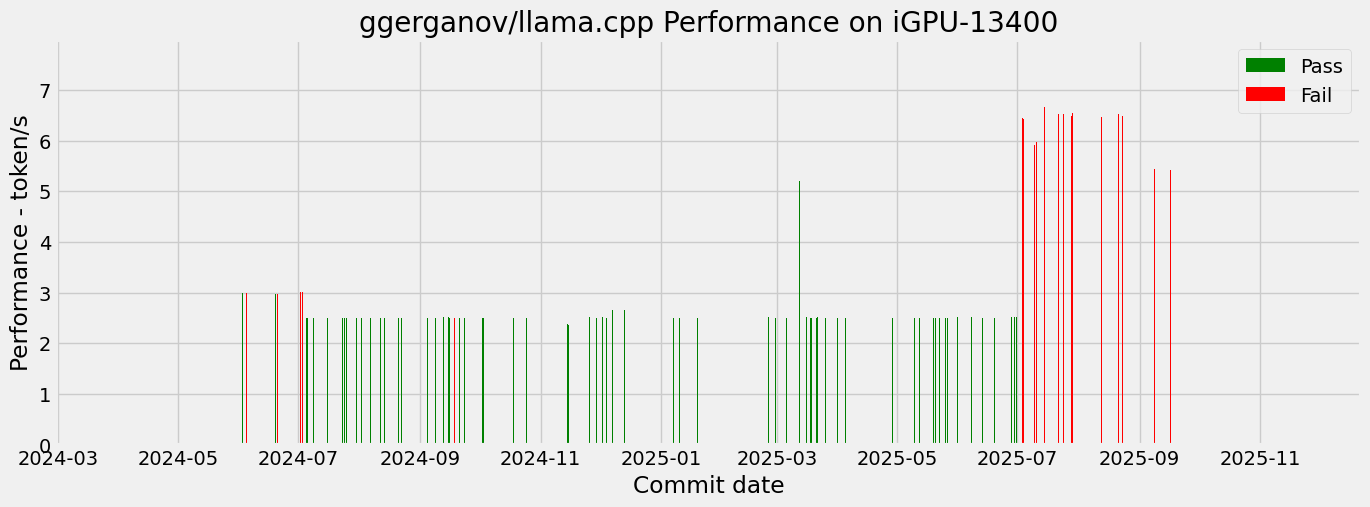 ggerganov/llama.cpp Performance on iGPU-13400
Pass
Fail
Performance - token/s
7
6
5
4
3
2
1
0
2024-03 2024-05 2024-07 2024-09 2024-11 2025-01 2025-03 2025-05 2025-07 2025-09 2025-11
Commit date